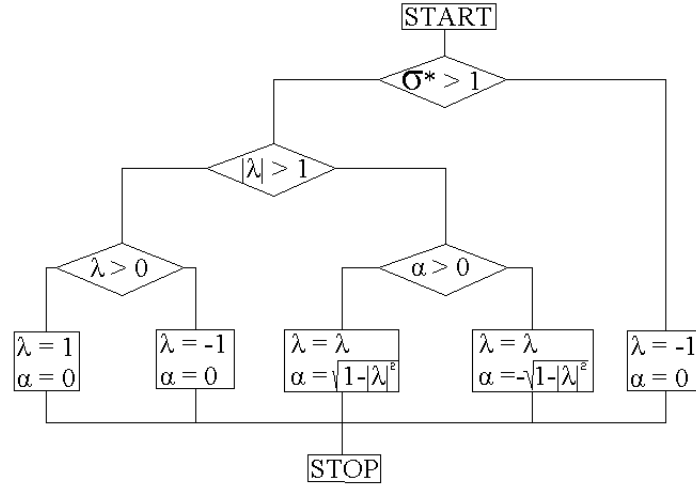 START
σ* > 1
|λ| > 1
λ > 0
α > 0
λ = 1
α = 0
λ = -1
α = 0
λ = λ
α = √1-|λ|²
λ = λ
α =-√1-|λ|²
λ = -1
α = 0
STOP